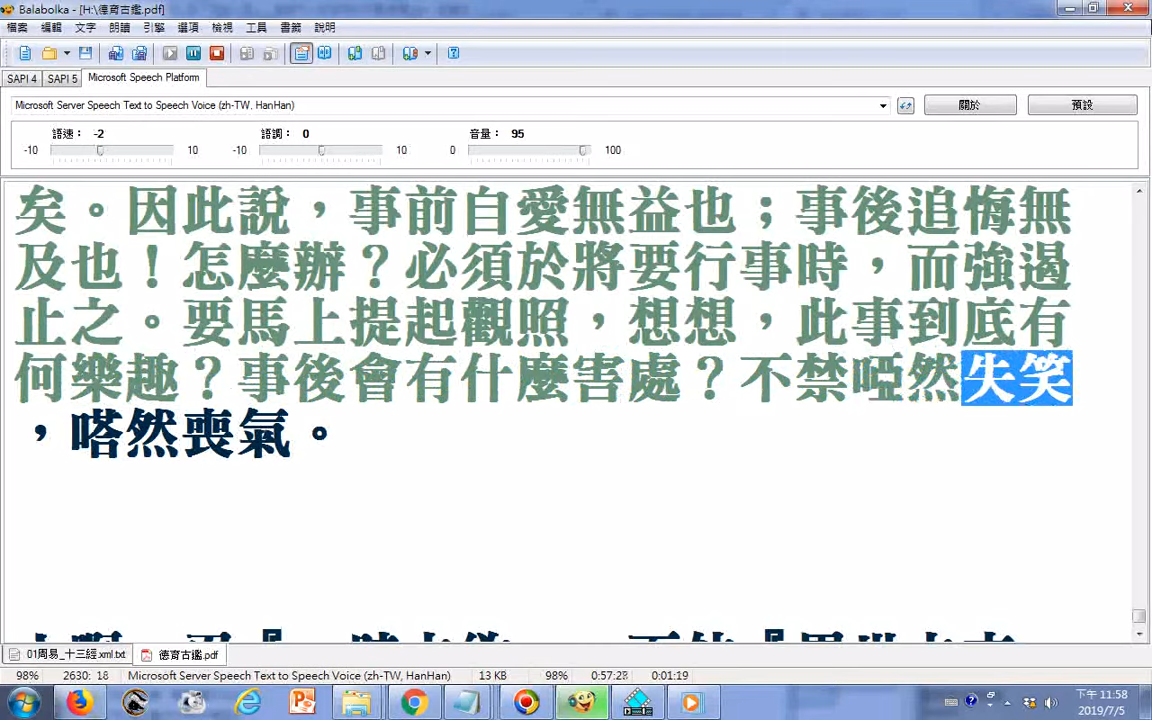 Balabolka - [H:\德育古鑑.pdf]
檔案 編輯 文字 朗讀 引擎 選項 檢視 工具 書籤 說明
SAPI 4 SAPI 5 Microsoft Speech Platform
Microsoft Server Speech Text to Speech Voice (zh-TW, HanHan) 關於 預設
語速： -2 語調： 0 音量： 95
-10 10 -10 10 0 100
矣。因此說，事前自愛無益也；事後追悔無
及也！怎麼辦？必須於將要行事時，而強遏
止之。要馬上提起觀照，想想，此事到底有
何樂趣？事後會有什麼害處？不禁啞然失笑
，嗒然喪氣。
01周易_十三經.xml.txt 德育古鑑.pdf
98% 2630: 18 Microsoft Server Speech Text to Speech Voice (zh-TW, HanHan) 13 KB 98% 0:57:28 0:01:19
下午 11:58
2019/7/5